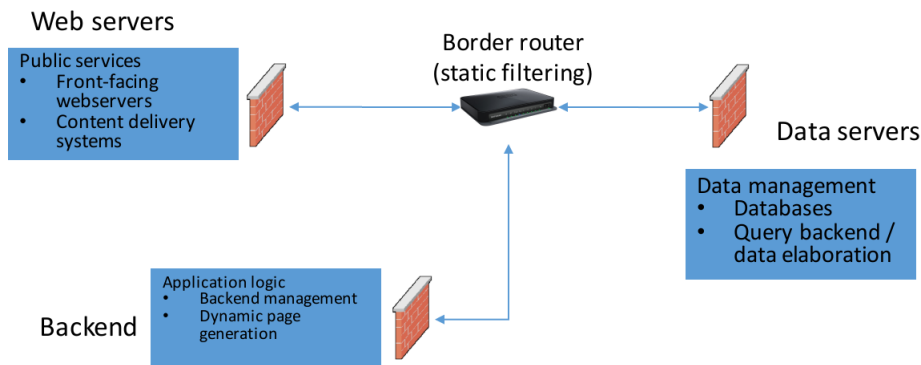 Web servers
Public services
• Front-facing
webservers
• Content delivery
systems
Border router
(static filtering)
Data servers
Data management
• Databases
• Query backend /
data elaboration
Backend
Application logic
• Backend management
• Dynamic page
generation